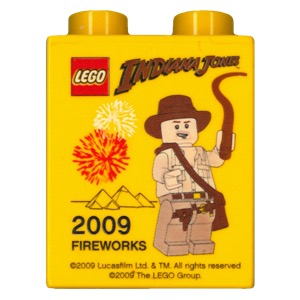 LEGO
INDIANA JONES
2009
FIREWORKS
©2009 Lucasfilm Ltd. & TM. All rights reserved
©2009 The LEGO Group.